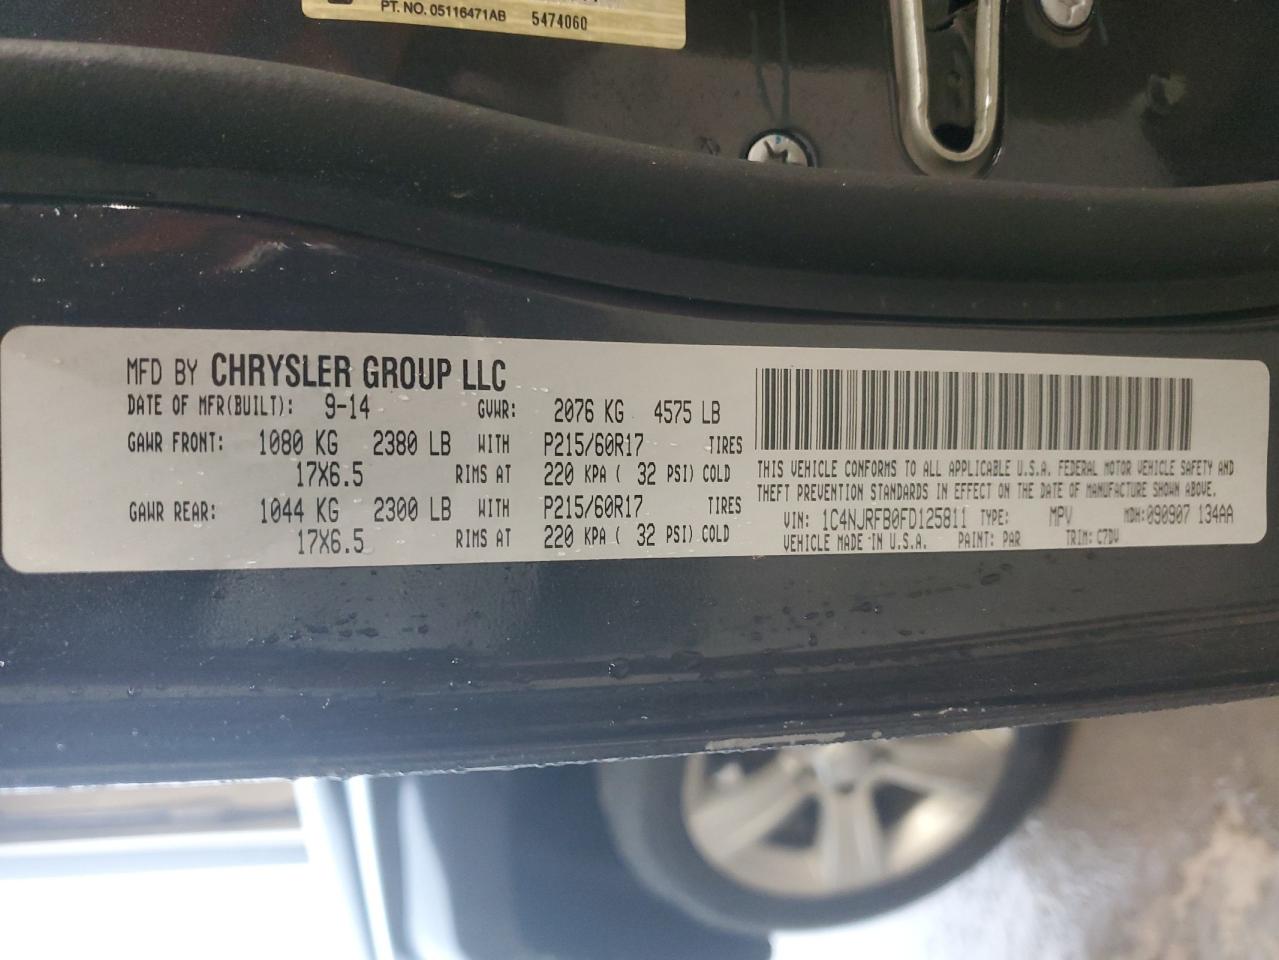 PT. NO. 05116471AB 5474060
MFD BY CHRYSLER GROUP LLC
DATE OF MFR(BUILT): 9-14 GVWR: 2076 KG 4575 LB
GAWR FRONT: 1080 KG 2380 LB WITH P215/60R17 TIRES
17X6.5 RIMS AT 220 KPA ( 32 PSI) COLD
GAWR REAR: 1044 KG 2300 LB WITH P215/60R17 TIRES
17X6.5 RIMS AT 220 KPA ( 32 PSI) COLD
THIS VEHICLE CONFORMS TO ALL APPLICABLE U.S.A. FEDERAL MOTOR VEHICLE SAFETY AND
THEFT PREVENTION STANDARDS IN EFFECT ON THE DATE OF MANUFACTURE SHOWN ABOVE.
VIN: 1C4NJRFB0FD125811 TYPE: MPV MDH:090907 134AA
VEHICLE MADE IN U.S.A. PAINT: PAR TRIM: C7DV